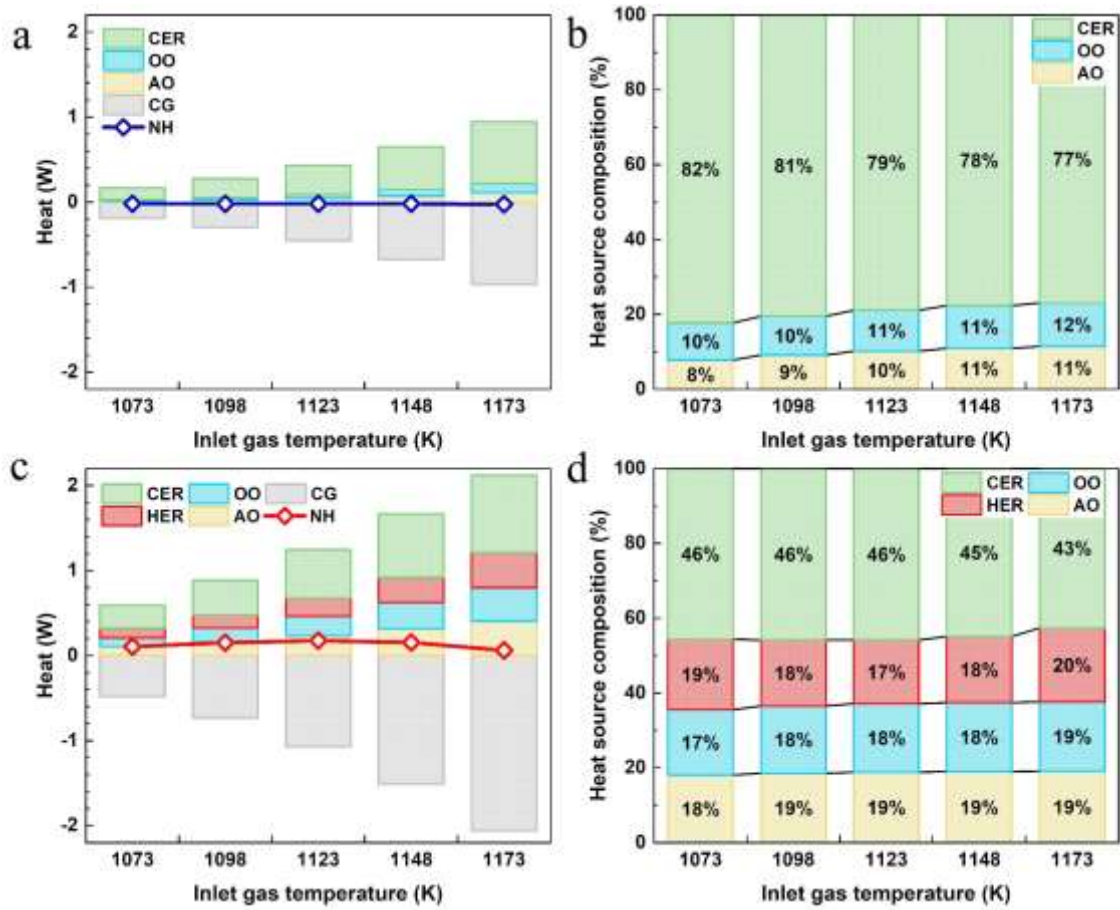 a
2
1
0
-1
-2
Heat (W)
CER
OO
AO
CG
NH
1073 1098 1123 1148 1173
Inlet gas temperature (K)
b
100
80
60
40
20
0
Heat source composition (%)
CER
OO
AO
82% 81% 79% 78% 77%
10% 10% 11% 11% 12%
8% 9% 10% 11% 11%
1073 1098 1123 1148 1173
Inlet gas temperature (K)
c
2
1
0
-1
-2
Heat (W)
CER OO CG
HER AO NH
1073 1098 1123 1148 1173
Inlet gas temperature (K)
d
100
80
60
40
20
0
Heat source composition (%)
CER OO
HER AO
46% 46% 46% 45% 43%
19% 18% 17% 18% 20%
17% 18% 18% 18% 19%
18% 19% 19% 19% 19%
1073 1098 1123 1148 1173
Inlet gas temperature (K)